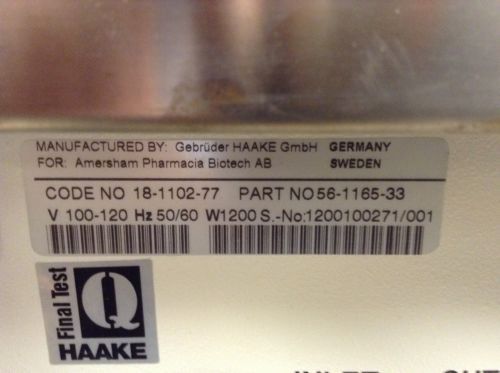 MANUFACTURED BY: Gebrüder HAAKE GmbH GERMANY
FOR: Amersham Pharmacia Biotech AB SWEDEN
CODE NO 18-1102-77 PART NO 56-1165-33
V 100-120 Hz 50/60 W1200 S.-No:1200100271/001
Final Test
Q
HAAKE
INLET